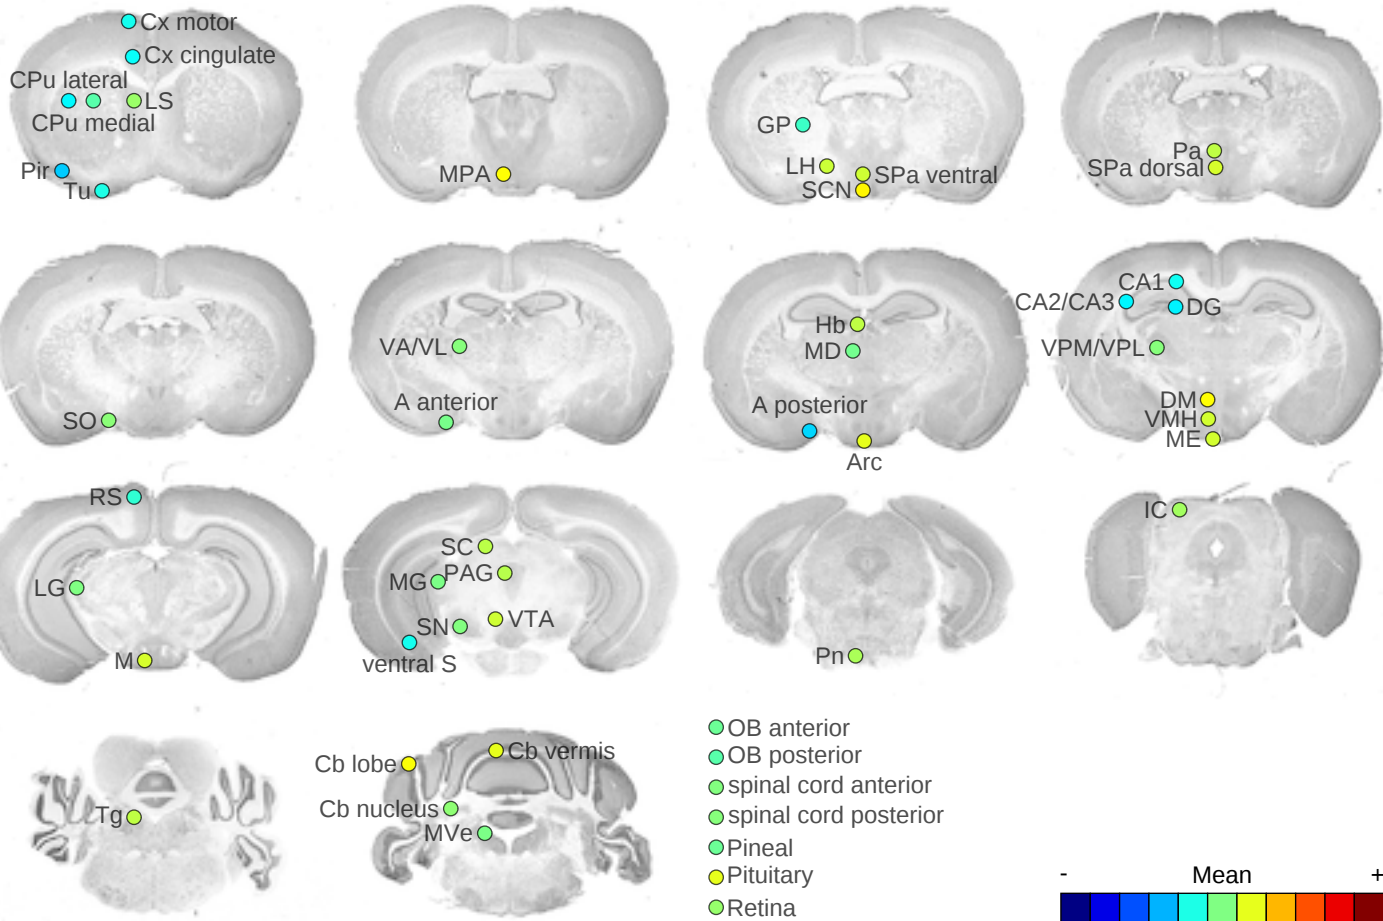 Cx motor
Cx cingulate
CPu lateral
LS
CPu medial
Pir
Tu
MPA
GP
LH
SPa ventral
SCN
Pa
SPa dorsal
SO
VA/VL
A anterior
Hb
MD
A posterior
Arc
CA1
CA2/CA3
DG
VPM/VPL
DM
VMH
ME
RS
LG
M
SC
PAG
MG
VTA
SN
ventral S
Pn
IC
Tg
Cb lobe
Cb vermis
Cb nucleus
MVe
OB anterior
OB posterior
spinal cord anterior
spinal cord posterior
Pineal
Pituitary
Retina
- Mean +